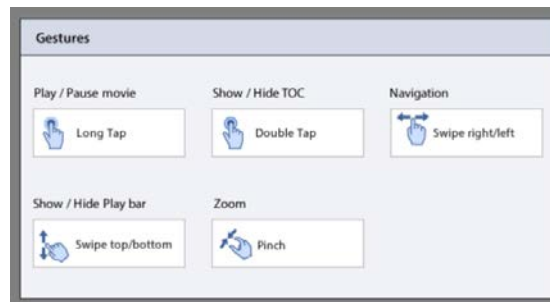 Gestures
Play / Pause movie
Show / Hide TOC
Navigation
Long Tap
Double Tap
Swipe right/left
Show / Hide Play bar
Zoom
Swipe top/bottom
Pinch